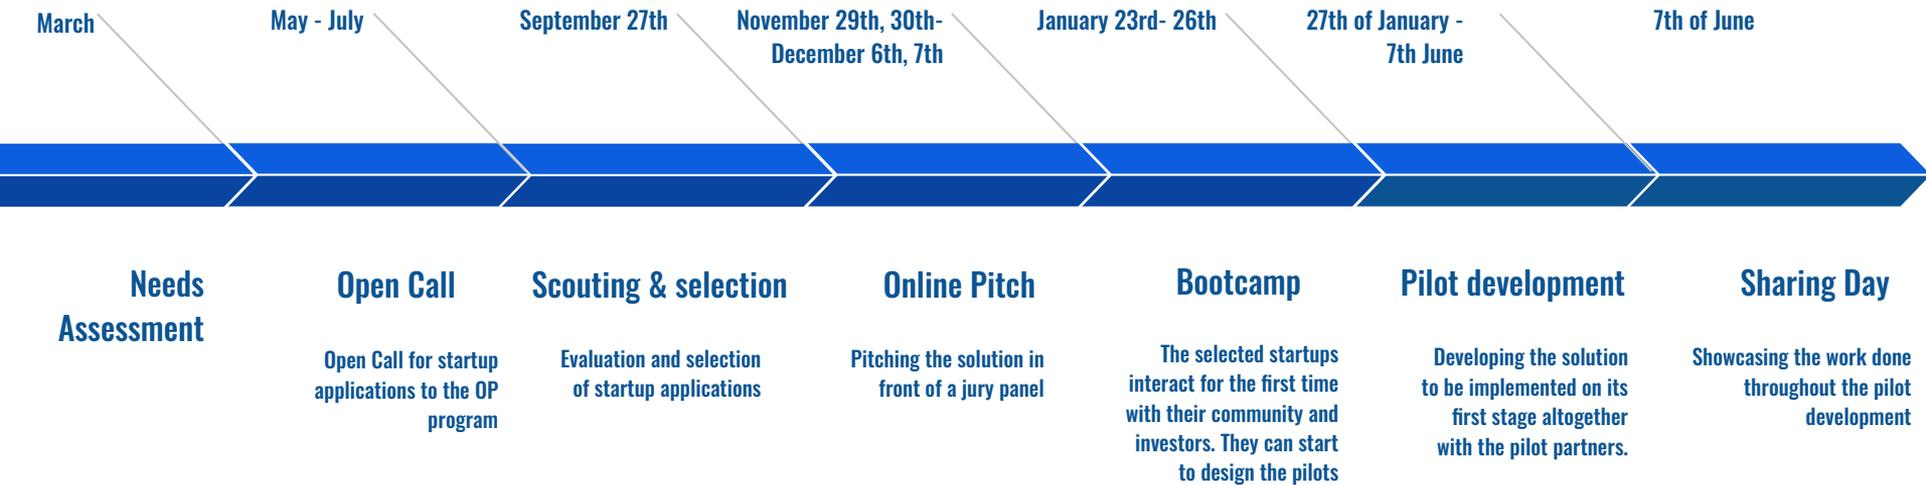 March
May - July
September 27th
November 29th, 30th-
December 6th, 7th
January 23rd- 26th
27th of January -
7th June
7th of June
Needs
Assessment
Open Call
Open Call for startup
applications to the OP
program
Scouting & selection
Evaluation and selection
of startup applications
Online Pitch
Pitching the solution in
front of a jury panel
Bootcamp
The selected startups
interact for the first time
with their community and
investors. They can start
to design the pilots
Pilot development
Developing the solution
to be implemented on its
first stage altogether
with the pilot partners.
Sharing Day
Showcasing the work done
throughout the pilot
development